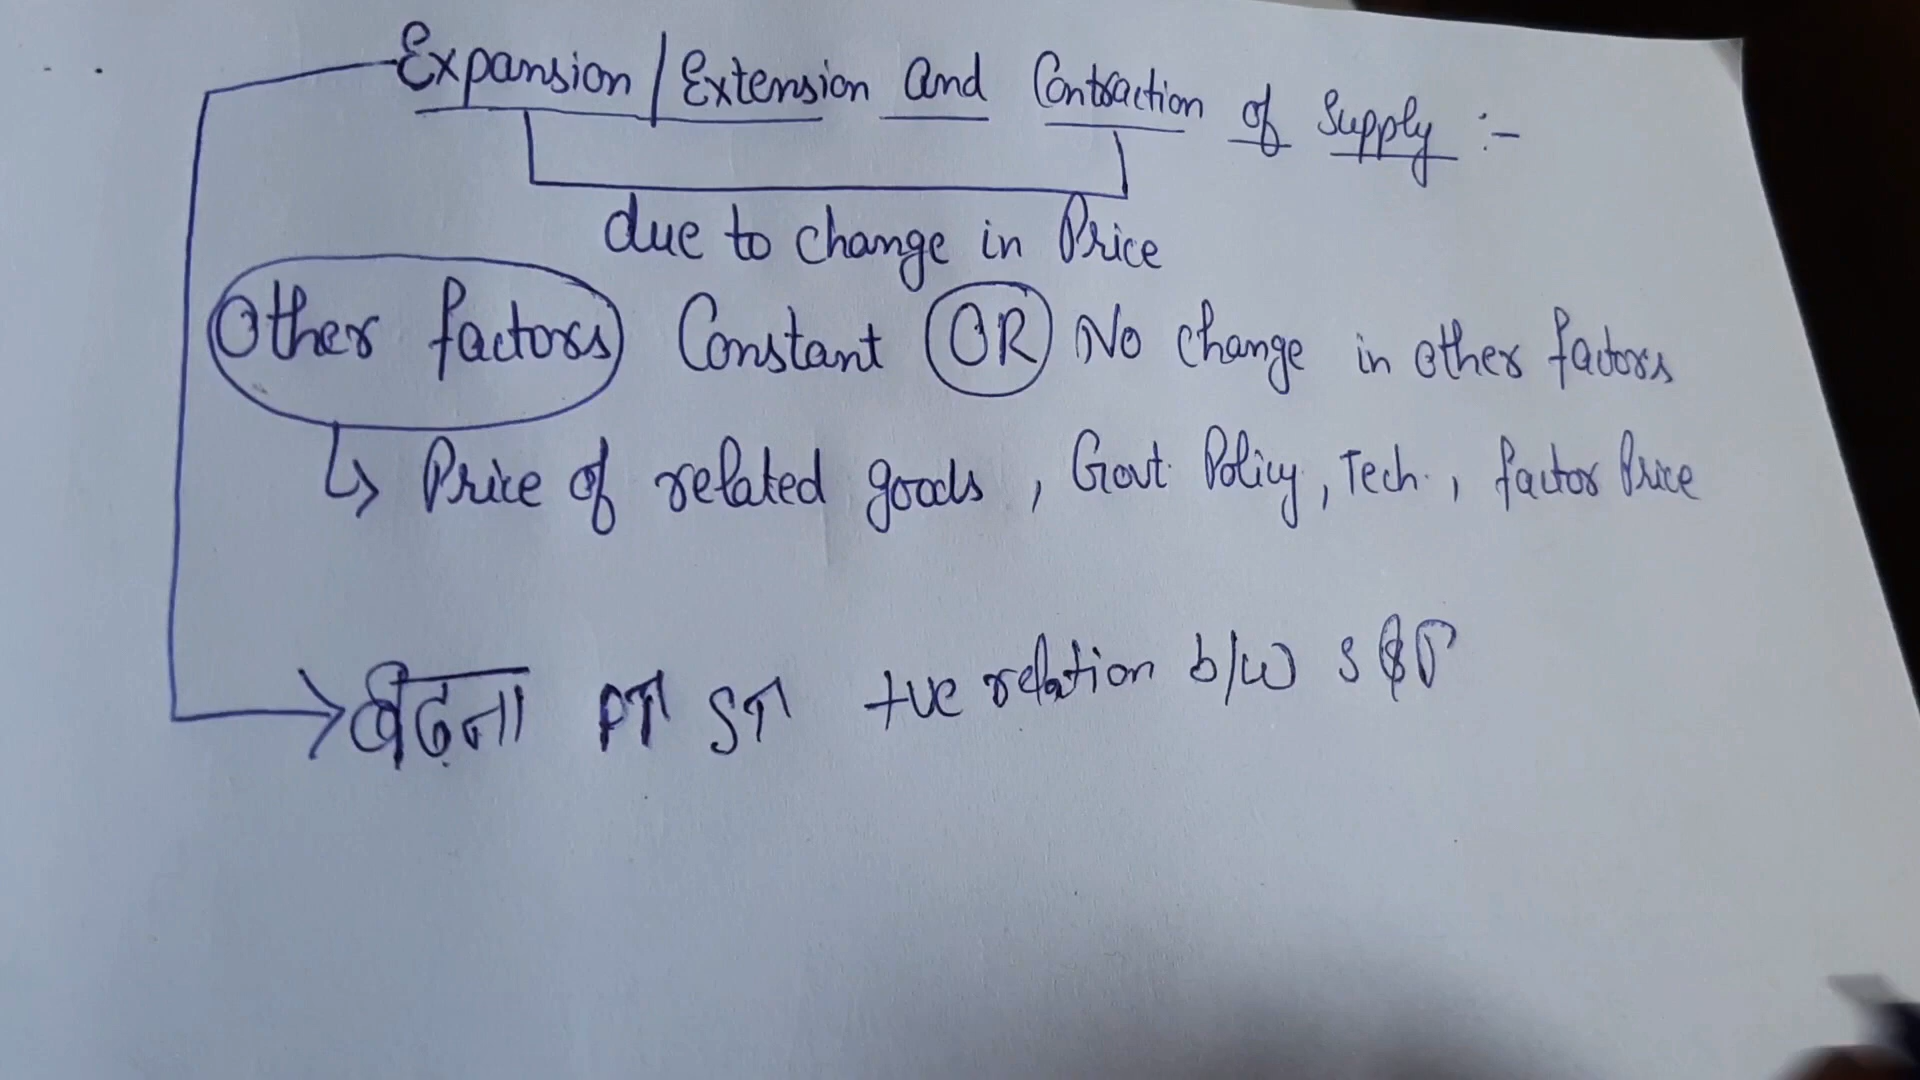 Expansion / Extension and Contraction of Supply :-
due to change in Price
Other factors Constant OR No change in other factors
↳ Price of related goods, Govt. Policy, Tech., factor Price
→ बढ़ना P↑ S↑ +ve relation b/w S & P